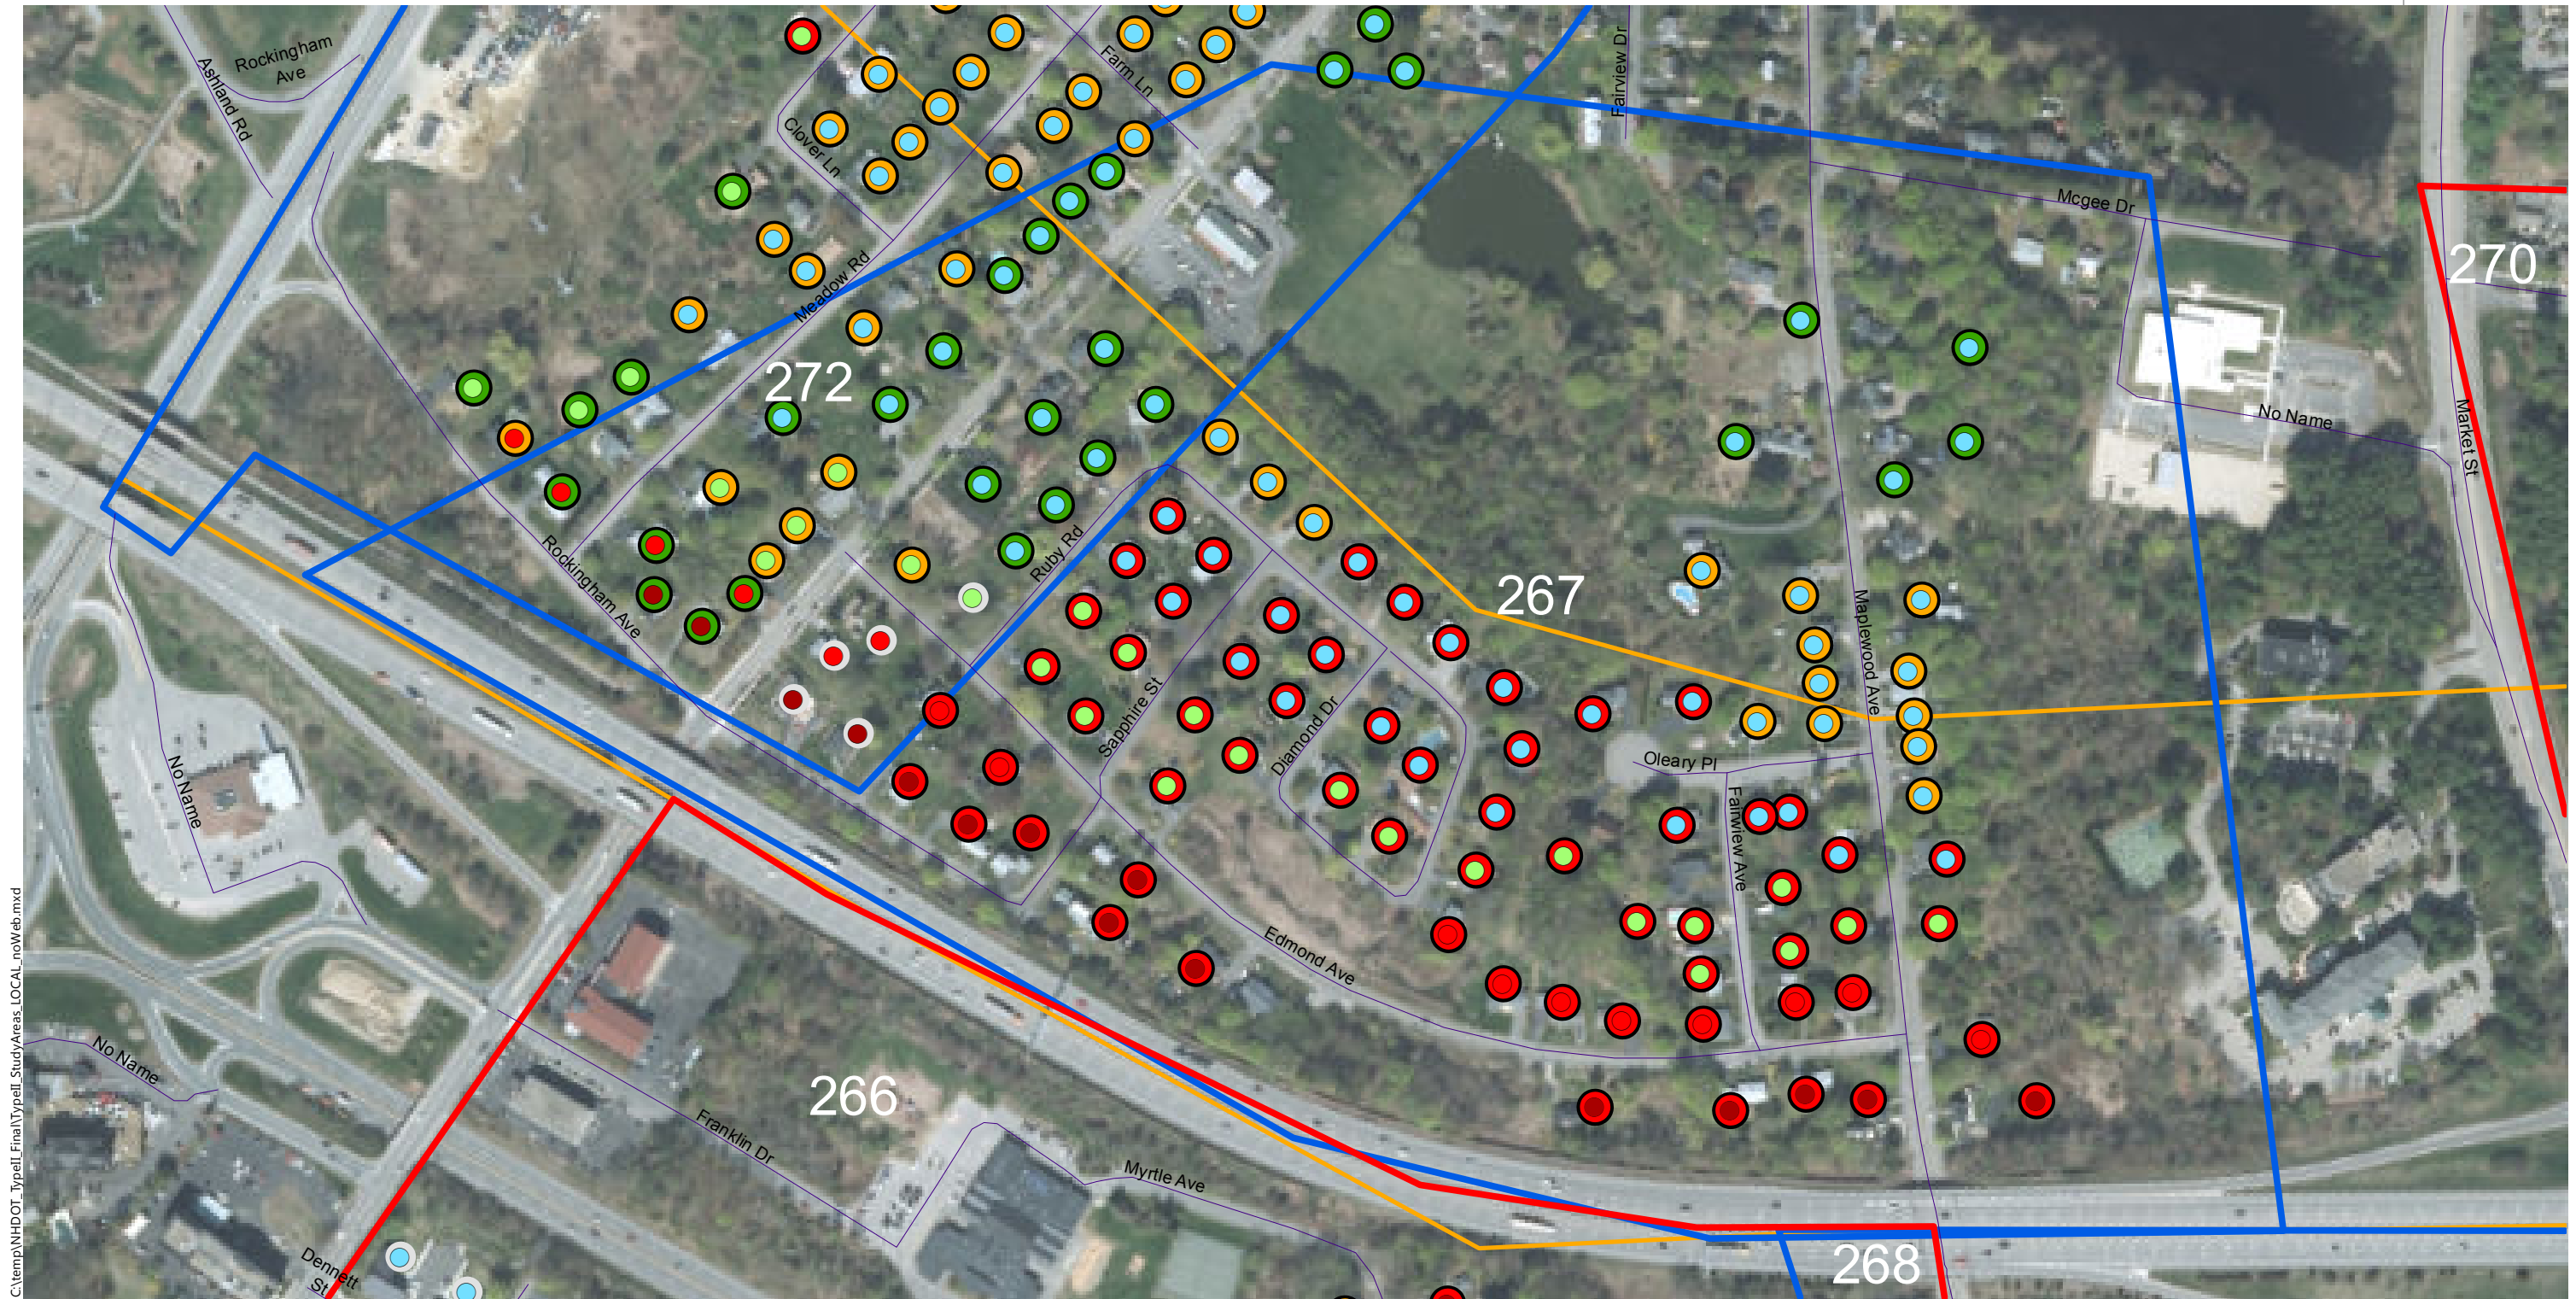 Rockingham
Ave
Ashland Rd
Farm Ln
Fairview Dr
Clover Ln
Mcgee Dr
270
Meadow Rd
272
No Name
Market St
Rockingham Ave
Ruby Rd
267
Maplewood Ave
Sapphire St
Diamond Dr
Oleary Pl
No Name
Fairwiew Ave
Edmond Ave
No Name
266
Franklin Dr
Myrtle Ave
268
Dennett
St
C:\temp\NHDOT_TypeII_Final\TypeII_StudyAreas_LOCAL_noWeb.mxd